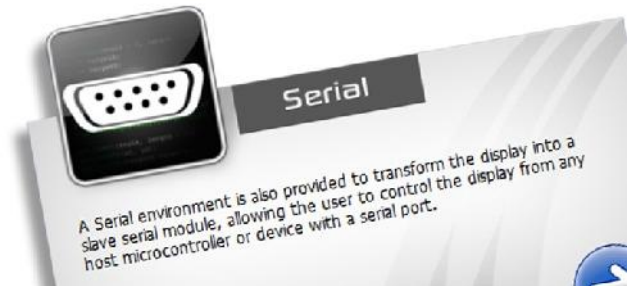 Serial
A Serial environment is also provided to transform the display into a
slave serial module, allowing the user to control the display from any
host microcontroller or device with a serial port.